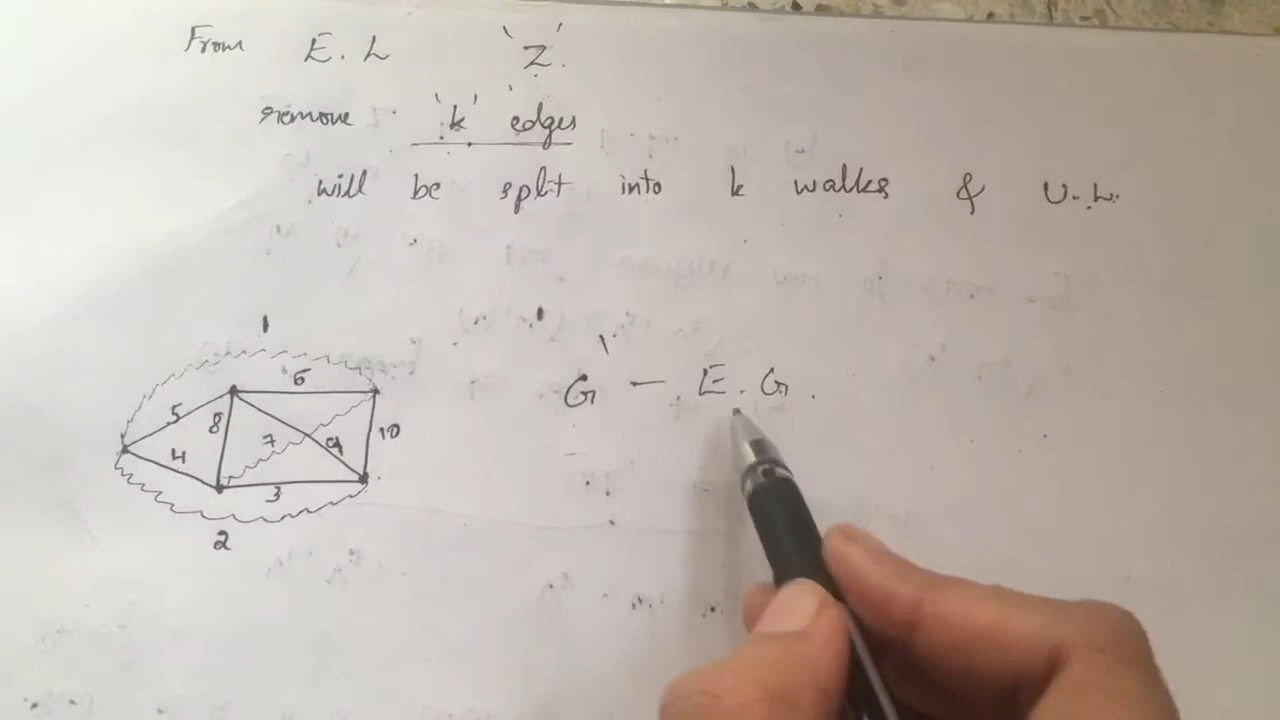 From E. L 'Z'.
remove 'k' edges
will be split into k walks & U.L.
1
G' - E.G.
6
5
8
7
9
10
4
3
2